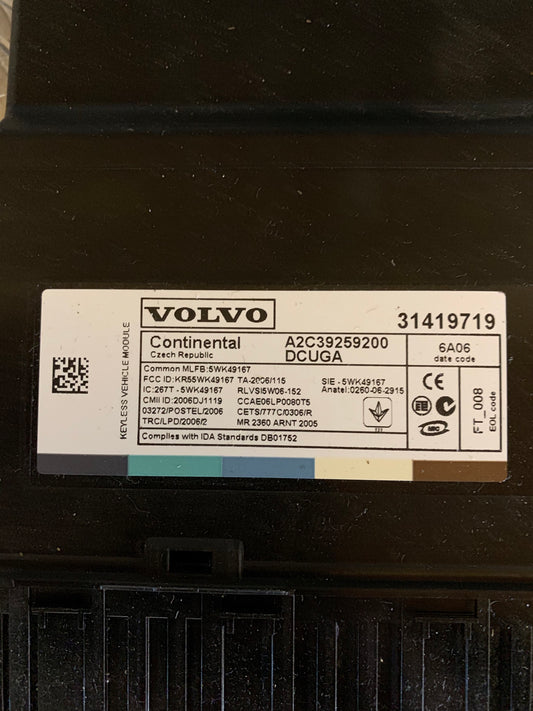 KEYLESS VEHICLE MODULE
VOLVO
31419719
Continental
Czech Republic
A2C39259200
DCUGA
6A06
date code
Common MLFB:5WK49167
FCC ID:KR55WK49167 TA-2006/115 SIE - 5WK49167
IC:267T - 5WK49167 RLVSI5W06-152 Anatel:0260-06-2915
CMII ID:2006DJ1119 CCAE06LP0080T5
03272/POSTEL/2006 CETS/777C/0306/R
TRC/LPD/2006/2 MR 2360 ARNT 2005
Complies with IDA Standards DB01752
CE
FT_008
EOL code